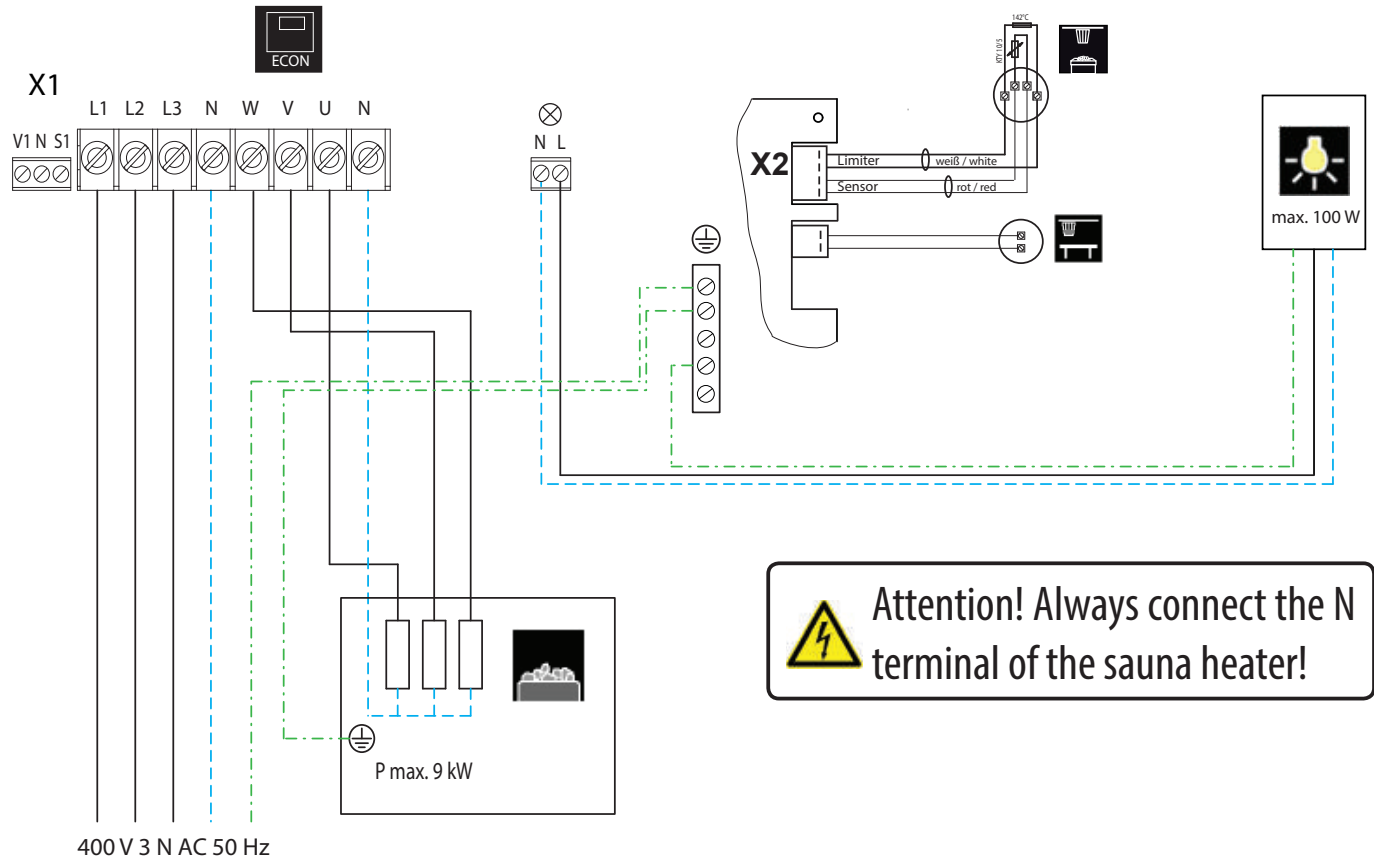 ECON
X1
L1 L2 L3 N W V U N
V1 N S1
N L
142°C
KTY 10/5
X2
Limiter
weiß / white
Sensor
rot / red
max. 100 W
Attention! Always connect the N
terminal of the sauna heater!
P max. 9 kW
400 V 3 N AC 50 Hz